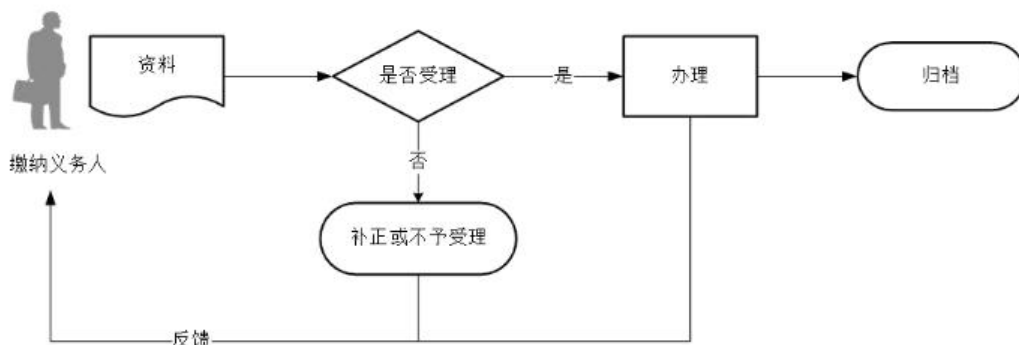 资料
是否受理
是
办理
归档
缴纳义务人
否
补正或不予受理
反馈